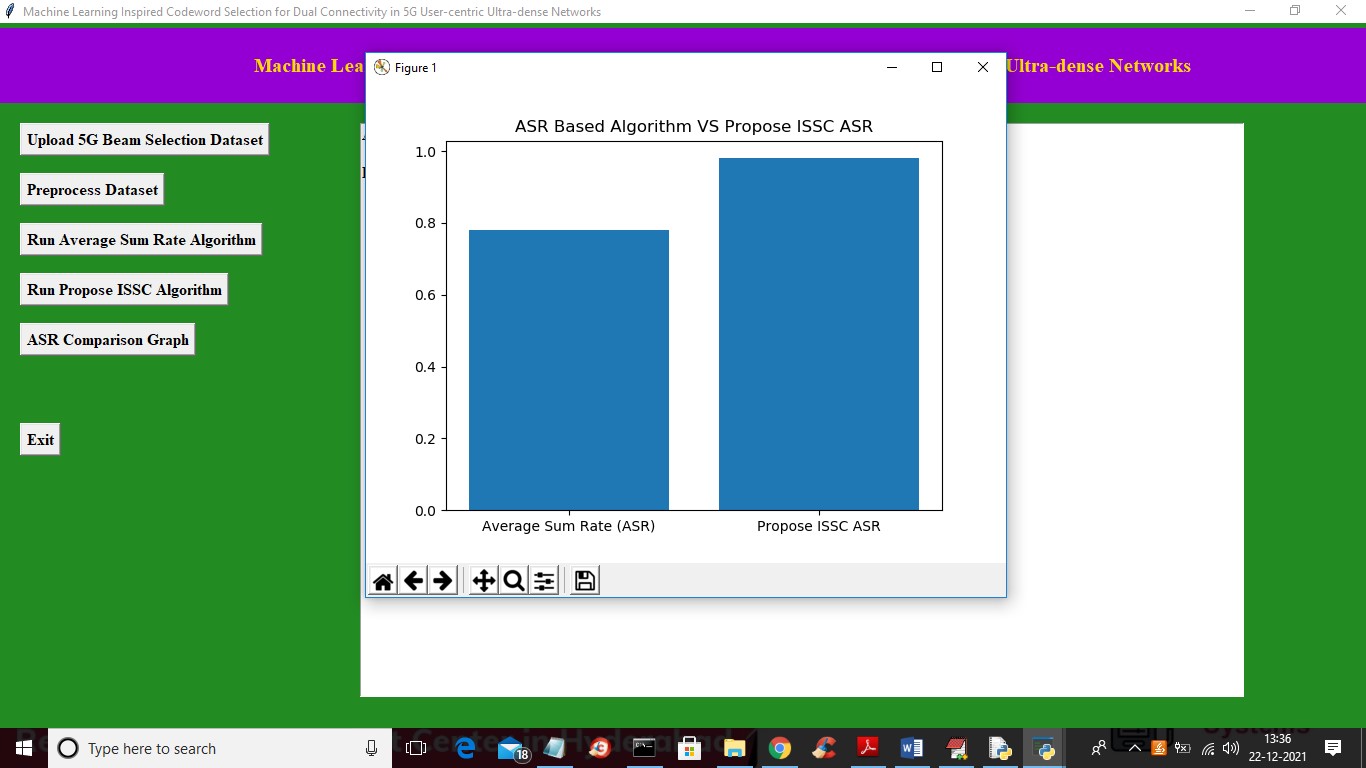 Machine Learning Inspired Codeword Selection for Dual Connectivity in 5G User-centric Ultra-dense Networks
Machine Lea
Ultra-dense Networks
Figure 1
Upload 5G Beam Selection Dataset
Preprocess Dataset
Run Average Sum Rate Algorithm
Run Propose ISSC Algorithm
ASR Comparison Graph
Exit
ASR Based Algorithm VS Propose ISSC ASR
1.0
0.8
0.6
0.4
0.2
0.0
Average Sum Rate (ASR)
Propose ISSC ASR
Type here to search
18
13:36
22-12-2021